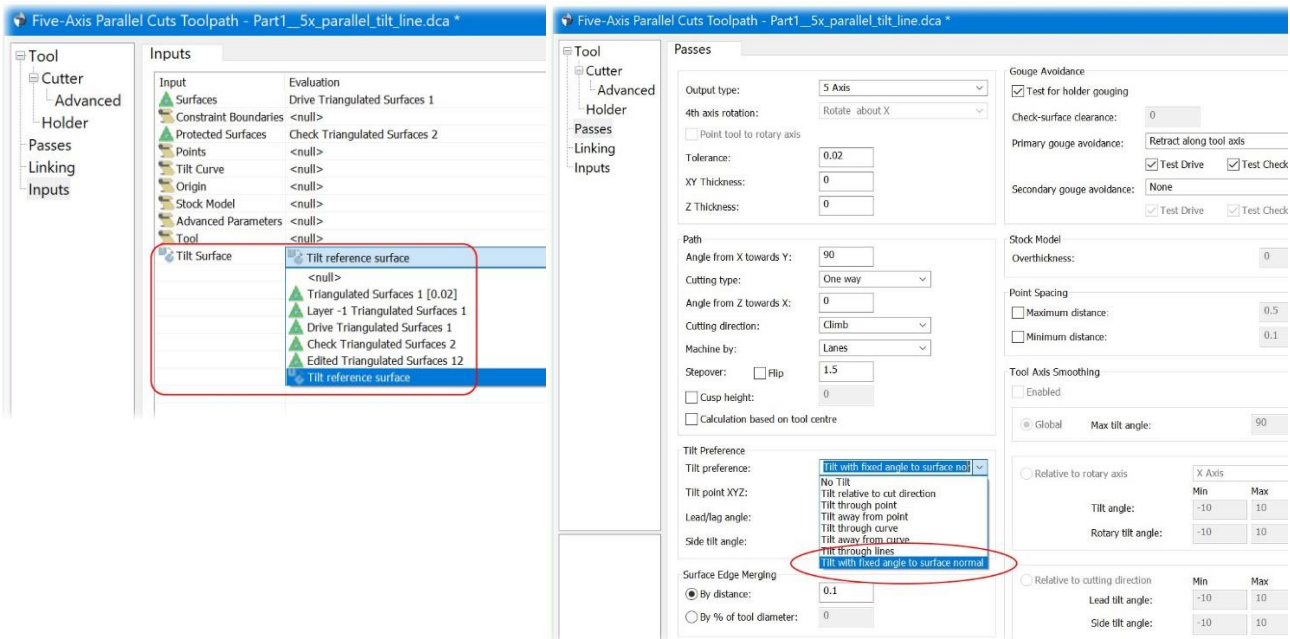 Five-Axis Parallel Cuts Toolpath - Part1__5x_parallel_tilt_line.dca *
Tool
Cutter
Advanced
Holder
Passes
Linking
Inputs
Inputs
Input Evaluation
Surfaces Drive Triangulated Surfaces 1
Constraint Boundaries <null>
Protected Surfaces Check Triangulated Surfaces 2
Points <null>
Tilt Curve <null>
Origin <null>
Stock Model <null>
Advanced Parameters <null>
Tool <null>
Tilt Surface Tilt reference surface
<null>
Triangulated Surfaces 1 [0.02]
Layer -1 Triangulated Surfaces 1
Drive Triangulated Surfaces 1
Check Triangulated Surfaces 2
Edited Triangulated Surfaces 12
Tilt reference surface
Five-Axis Parallel Cuts Toolpath - Part1__5x_parallel_tilt_line.dca *
Tool
Cutter
Advanced
Holder
Passes
Linking
Inputs
Passes
Output type: 5 Axis
4th axis rotation: Rotate about X
Point tool to rotary axis
Tolerance: 0.02
XY Thickness: 0
Z Thickness: 0
Path
Angle from X towards Y: 90
Cutting type: One way
Angle from Z towards X: 0
Cutting direction: Climb
Machine by: Lanes
Stepover: Flip 1.5
Cusp height: 0
Calculation based on tool centre
Tilt Preference
Tilt preference: Tilt with fixed angle to surface no
Tilt point XYZ:
Lead/lag angle:
Side tilt angle:
No Tilt
Tilt relative to cut direction
Tilt through point
Tilt away from point
Tilt through curve
Tilt away from curve
Tilt through lines
Tilt with fixed angle to surface normal
Surface Edge Merging
By distance: 0.1
By % of tool diameter: 0
Gouge Avoidance
Test for holder gouging
Check-surface clearance: 0
Primary gouge avoidance: Retract along tool axis
Test Drive Test Check
Secondary gouge avoidance: None
Test Drive Test Check
Stock Model
Overthickness: 0
Point Spacing
Maximum distance: 0.5
Minimum distance: 0.1
Tool Axis Smoothing
Enabled
Global Max tilt angle: 90
Relative to rotary axis X Axis
Min Max
Tilt angle: -10 10
Rotary tilt angle: -10 10
Relative to cutting direction Min Max
Lead tilt angle: -10 10
Side tilt angle: -10 10